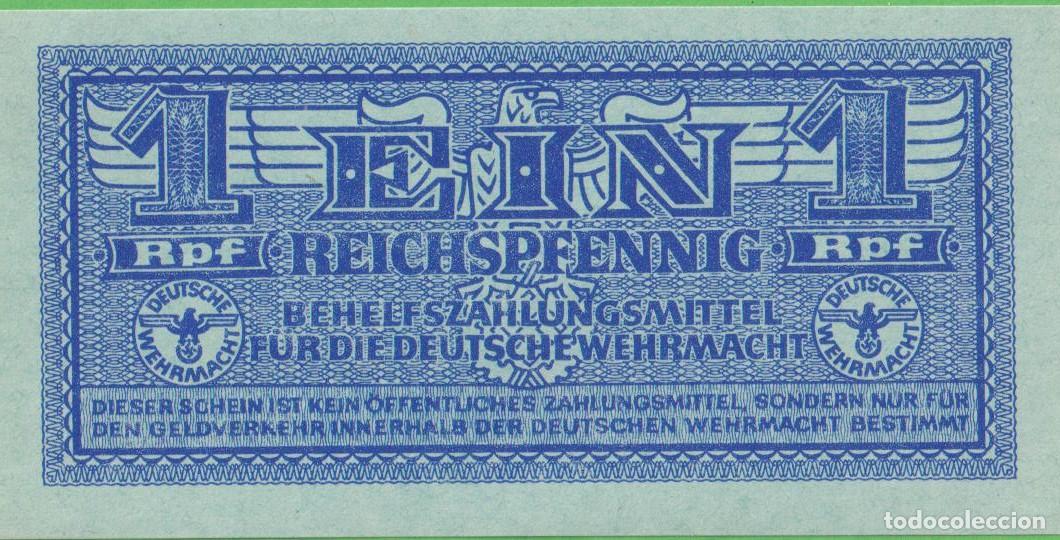 1 EIN 1
Rpf REICHSPFENNIG Rpf
DEUTSCHE WEHRMACHT
BEHELFSZAHLUNGSMITTEL
FÜR DIE DEUTSCHE WEHRMACHT
DEUTSCHE WEHRMACHT
DIESER SCHEIN IST KEIN ÖFFENTLICHES ZAHLUNGSMITTEL, SONDERN NUR FÜR
DEN GELDVERKEHR INNERHALB DER DEUTSCHEN WEHRMACHT BESTIMMT
todocoleccion